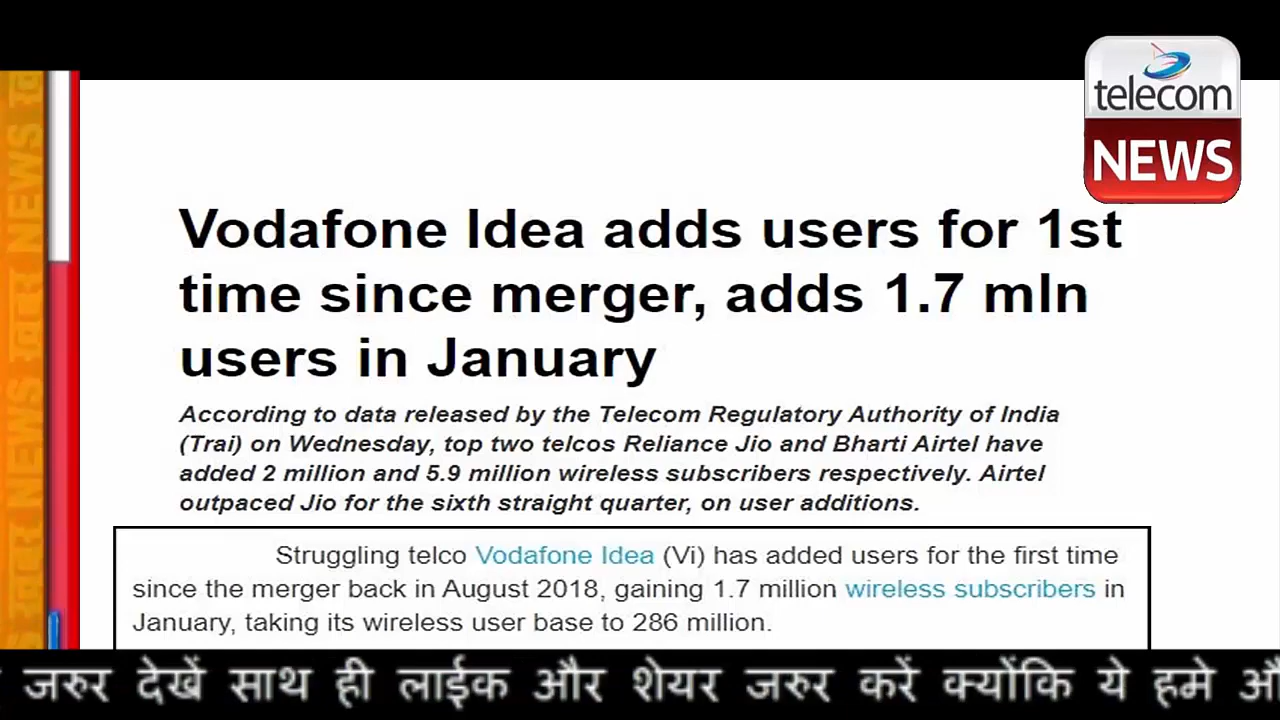 telecom
NEWS
Vodafone Idea adds users for 1st
time since merger, adds 1.7 mln
users in January
According to data released by the Telecom Regulatory Authority of India
(Trai) on Wednesday, top two telcos Reliance Jio and Bharti Airtel have
added 2 million and 5.9 million wireless subscribers respectively. Airtel
outpaced Jio for the sixth straight quarter, on user additions.
Struggling telco Vodafone Idea (Vi) has added users for the first time
since the merger back in August 2018, gaining 1.7 million wireless subscribers in
January, taking its wireless user base to 286 million.
जरुर देखें साथ ही लाईक और शेयर जरुर करें क्योंकि ये हमे
NEWS
NEWS